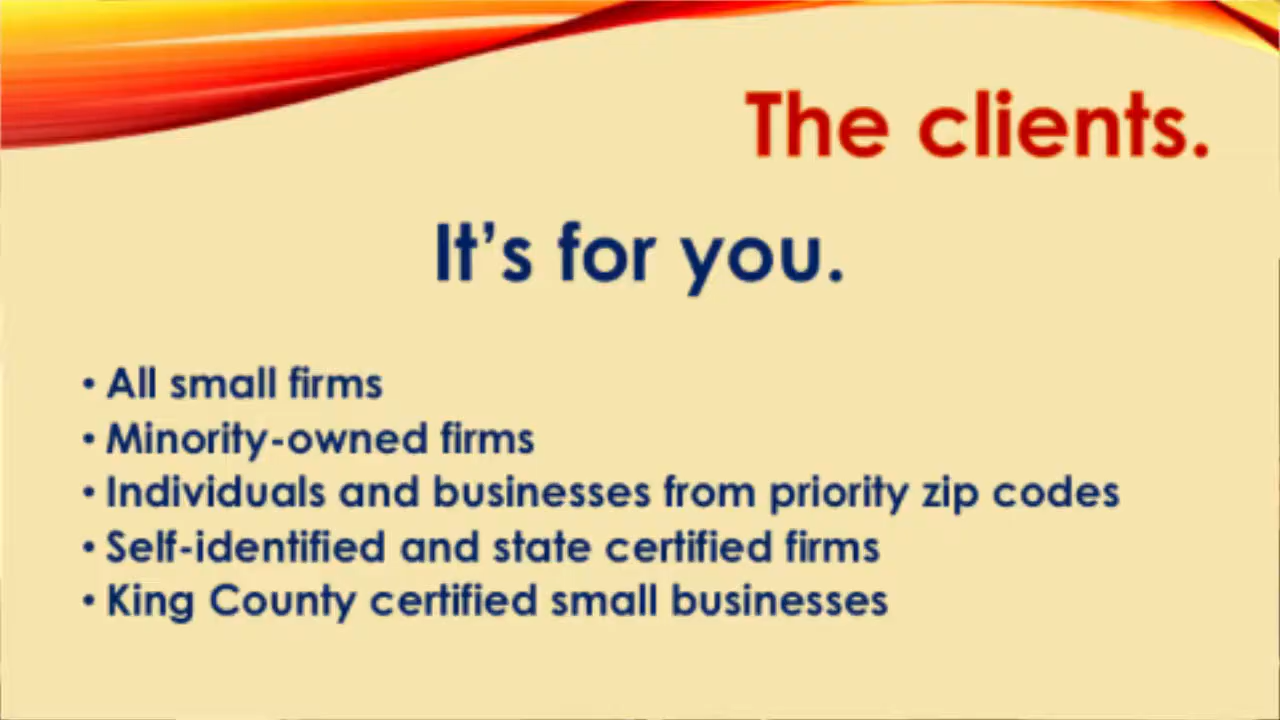 The clients.
It’s for you.
• All small firms
• Minority-owned firms
• Individuals and businesses from priority zip codes
• Self-identified and state certified firms
• King County certified small businesses